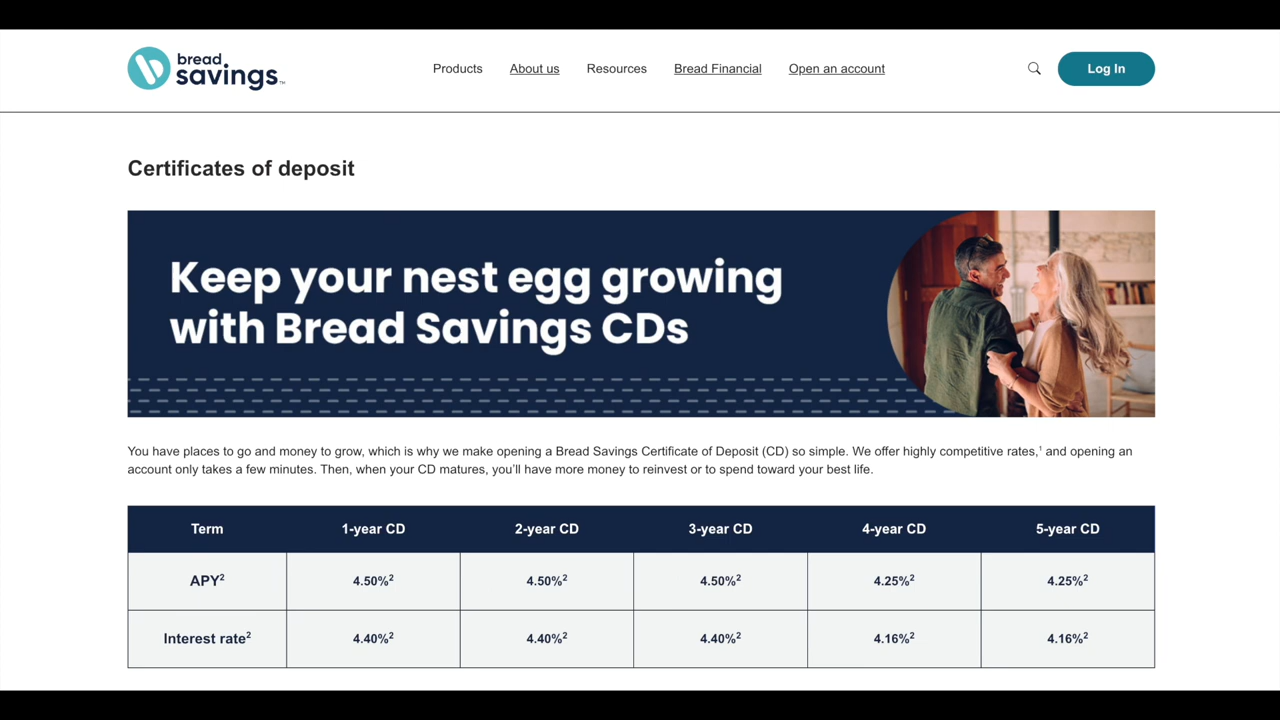 bread
savings™
Products About us Resources Bread Financial Open an account Log In
Certificates of deposit
Keep your nest egg growing
with Bread Savings CDs
You have places to go and money to grow, which is why we make opening a Bread Savings Certificate of Deposit (CD) so simple. We offer highly competitive rates,¹ and opening an
account only takes a few minutes. Then, when your CD matures, you’ll have more money to reinvest or to spend toward your best life.
Term 1-year CD 2-year CD 3-year CD 4-year CD 5-year CD
APY² 4.50%² 4.50%² 4.50%² 4.25%² 4.25%²
Interest rate² 4.40%² 4.40%² 4.40%² 4.16%² 4.16%²